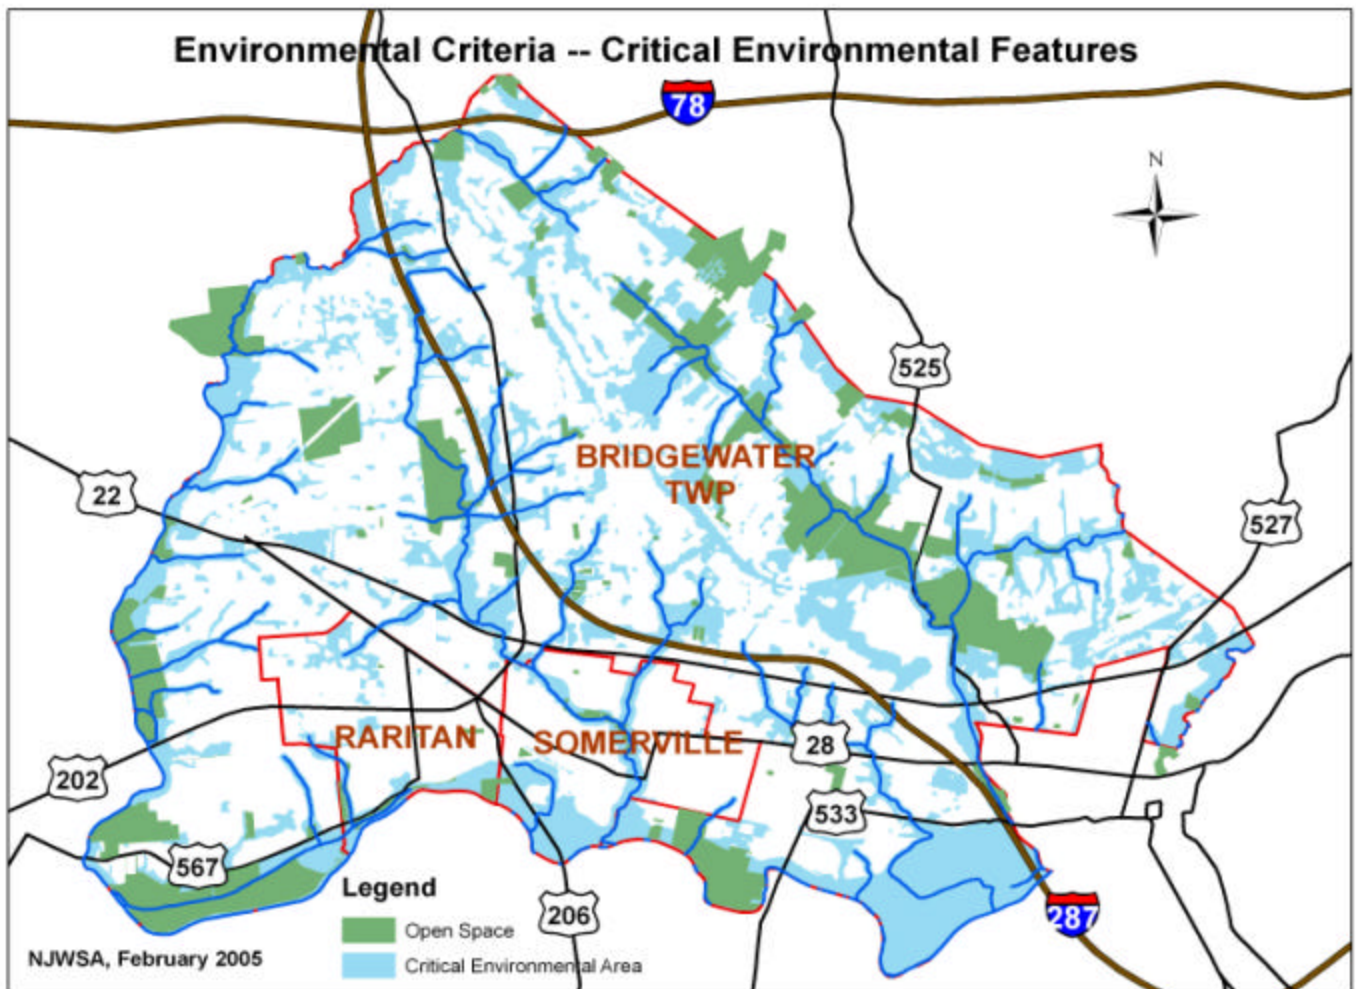 Environmental Criteria -- Critical Environmental Features
78
N
525
BRIDGEWATER
TWP
22
527
RARITAN
SOMERVILLE
28
202
533
567
Legend
206
287
Open Space
NJWSA, February 2005
Critical Environmental Area